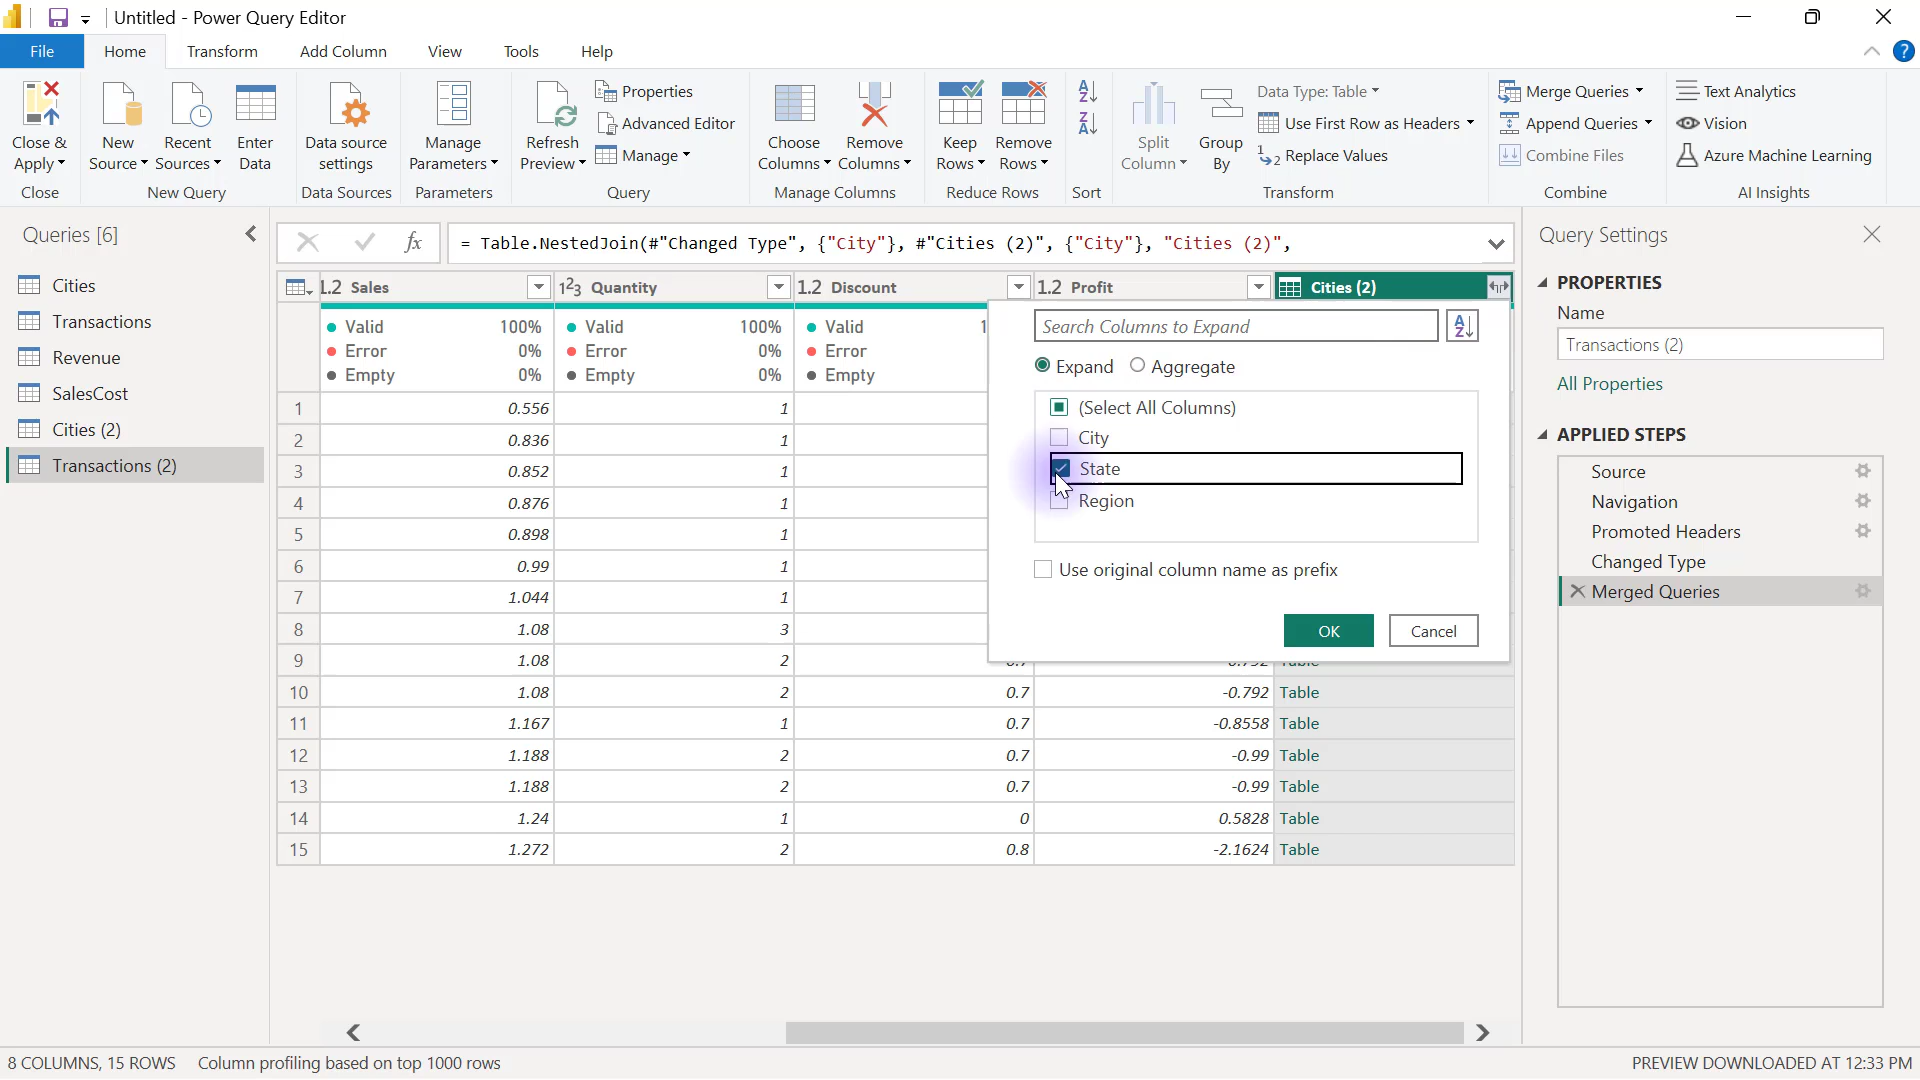 Untitled - Power Query Editor
File Home Transform Add Column View Tools Help
Close & Apply
New Source
Recent Sources
Enter Data
Data source settings
Manage Parameters
Refresh Preview
Properties
Advanced Editor
Manage
Choose Columns
Remove Columns
Keep Rows
Remove Rows
Split Column
Group By
Data Type: Table
Use First Row as Headers
Replace Values
Merge Queries
Append Queries
Combine Files
Text Analytics
Vision
Azure Machine Learning
Close New Query Data Sources Parameters Query Manage Columns Reduce Rows Sort Transform Combine AI Insights
Queries [6]
Cities
Transactions
Revenue
SalesCost
Cities (2)
Transactions (2)
fx = Table.NestedJoin(#"Changed Type", {"City"}, #"Cities (2)", {"City"}, "Cities (2)",
1.2 Sales 1²3 Quantity 1.2 Discount 1.2 Profit Cities (2)
Valid 100% Valid 100% Valid 1
Error 0% Error 0% Error
Empty 0% Empty 0% Empty
1 0.556 1
2 0.836 1
3 0.852 1
4 0.876 1
5 0.898 1
6 0.99 1
7 1.044 1
8 1.08 3
9 1.08 2
10 1.08 2 0.7 -0.792 Table
11 1.167 1 0.7 -0.8558 Table
12 1.188 2 0.7 -0.99 Table
13 1.188 2 0.7 -0.99 Table
14 1.24 1 0 0.5828 Table
15 1.272 2 0.8 -2.1624 Table
Search Columns to Expand
Expand Aggregate
(Select All Columns)
City
State
Region
Use original column name as prefix
OK Cancel
Query Settings
PROPERTIES
Name
Transactions (2)
All Properties
APPLIED STEPS
Source
Navigation
Promoted Headers
Changed Type
Merged Queries
8 COLUMNS, 15 ROWS Column profiling based on top 1000 rows PREVIEW DOWNLOADED AT 12:33 PM